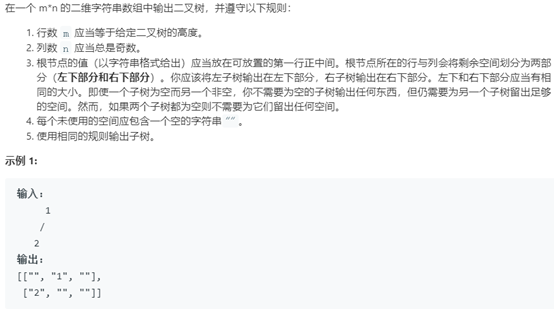 在一个 m*n 的二维字符串数组中输出二叉树，并遵守以下规则：
1. 行数 m 应当等于给定二叉树的高度。
2. 列数 n 应当总是奇数。
3. 根节点的值（以字符串格式给出）应当放在可放置的第一行正中间。根节点所在的行与列会将剩余空间划分为两部
分（左下部分和右下部分）。你应该将左子树输出在左下部分，右子树输出在右下部分。左下和右下部分应当有相
同的大小。即使一个子树为空而另一个非空，你不需要为空的子树输出任何东西，但仍需要为另一个子树留出足够
的空间。然而，如果两个子树都为空则不需要为它们留出任何空间。
4. 每个未使用的空间应包含一个空的字符串 ""。
5. 使用相同的规则输出子树。
示例 1:
输入:
1
/
2
输出:
[["", "1", ""],
["2", "", ""]]